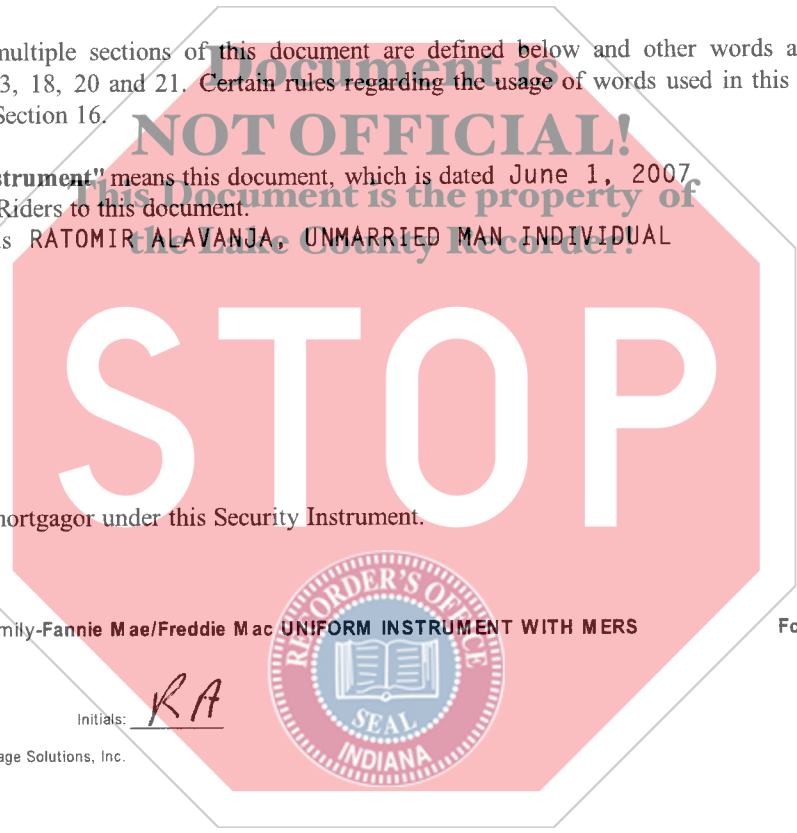 multiple sections of this document are defined below and other words a
Document is
3, 18, 20 and 21. Certain rules regarding the usage of words used in this
Section 16.
NOT OFFICIAL!
strument" means this document, which is dated June 1, 2007
This Document is the property of
Riders to this document.
s RATOMIR ALAVANJA, UNMARRIED MAN INDIVIDUAL
the Lake County Recorder!
STOP
mortgagor under this Security Instrument.
RECORDER'S OFFICE
mily-Fannie Mae/Freddie Mac UNIFORM INSTRUMENT WITH MERS
Fo
SEAL
Initials: RA
INDIANA
age Solutions, Inc.